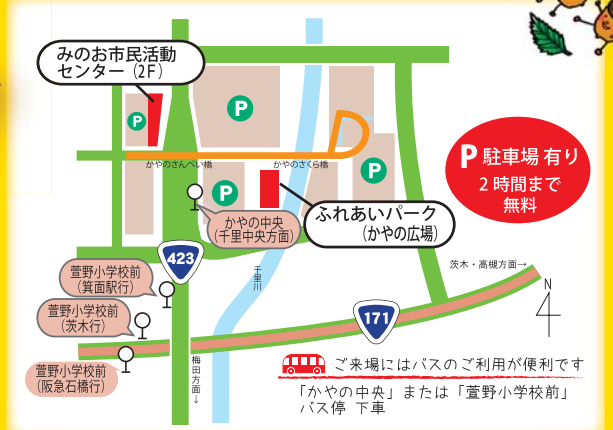 みのお市民活動
センター（2F）
P
P
P
P
かやのさんぺい橋
かやのさくら橋
P 駐車場 有り
2 時間まで
無料
かやの中央
（千里中央方面）
ふれあいパーク
（かやの広場）
423
萱野小学校前
（箕面駅行）
萱野小学校前
（茨木行）
萱野小学校前
（阪急石橋行）
千里川
茨木・高槻方面→
N
171
梅田方面→
ご来場にはバスのご利用が便利です
「かやの中央」または「萱野小学校前」
バス停 下車